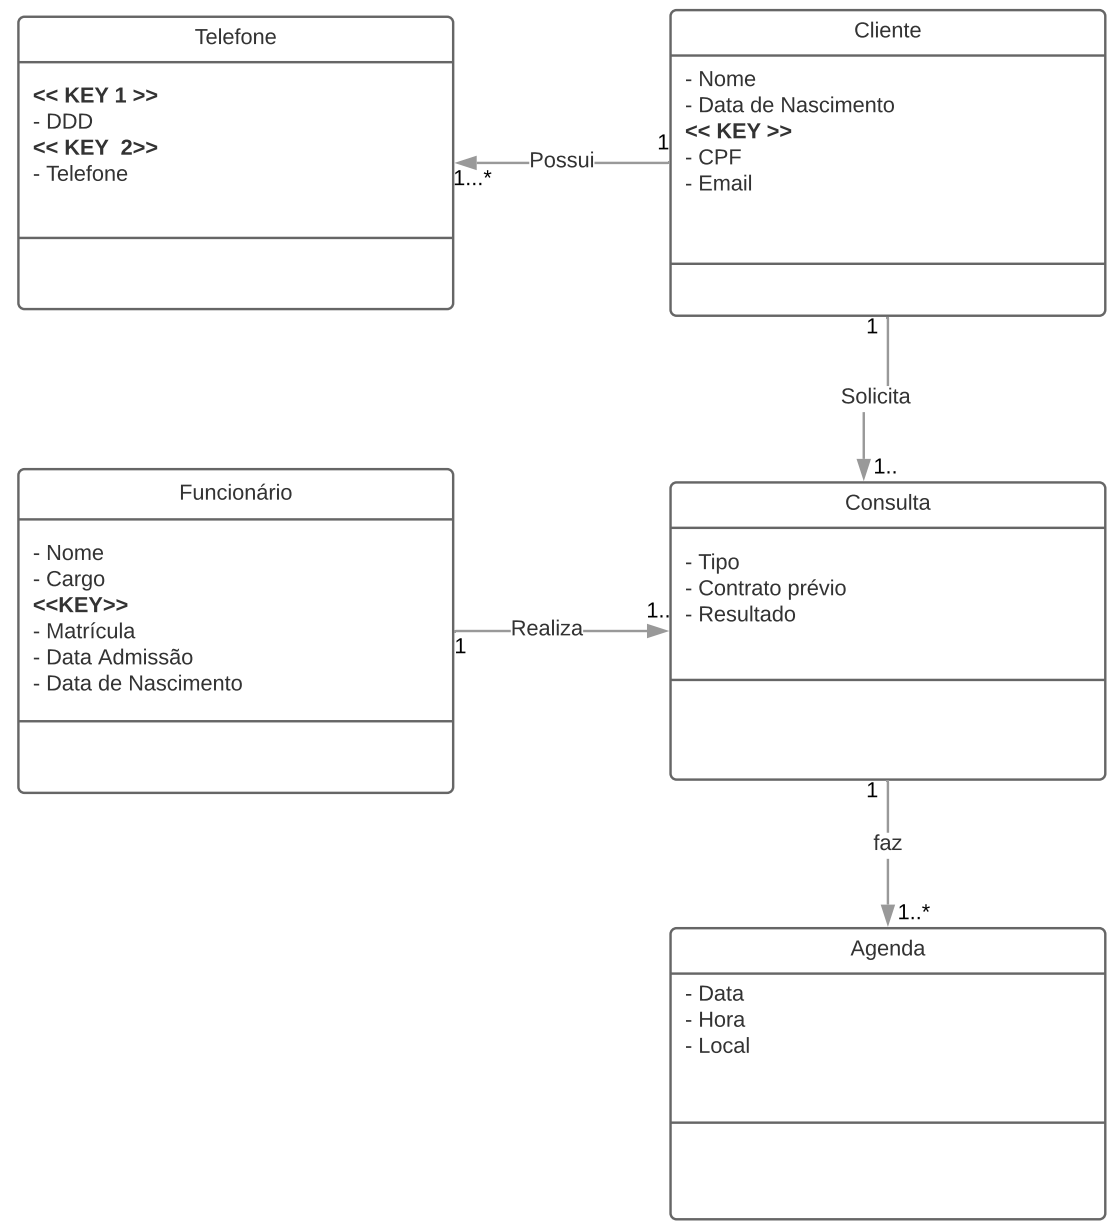 Telefone
<< KEY 1 >>
- DDD
<< KEY  2>>
- Telefone
1...*
Possui
1
Cliente
- Nome
- Data de Nascimento
<< KEY >>
- CPF
- Email
1
Solicita
1..
Funcionário
- Nome
- Cargo
<<KEY>>
- Matrícula
- Data Admissão
- Data de Nascimento
1
Realiza
1..
Consulta
- Tipo
- Contrato prévio
- Resultado
1
faz
1..*
Agenda
- Data
- Hora
- Local